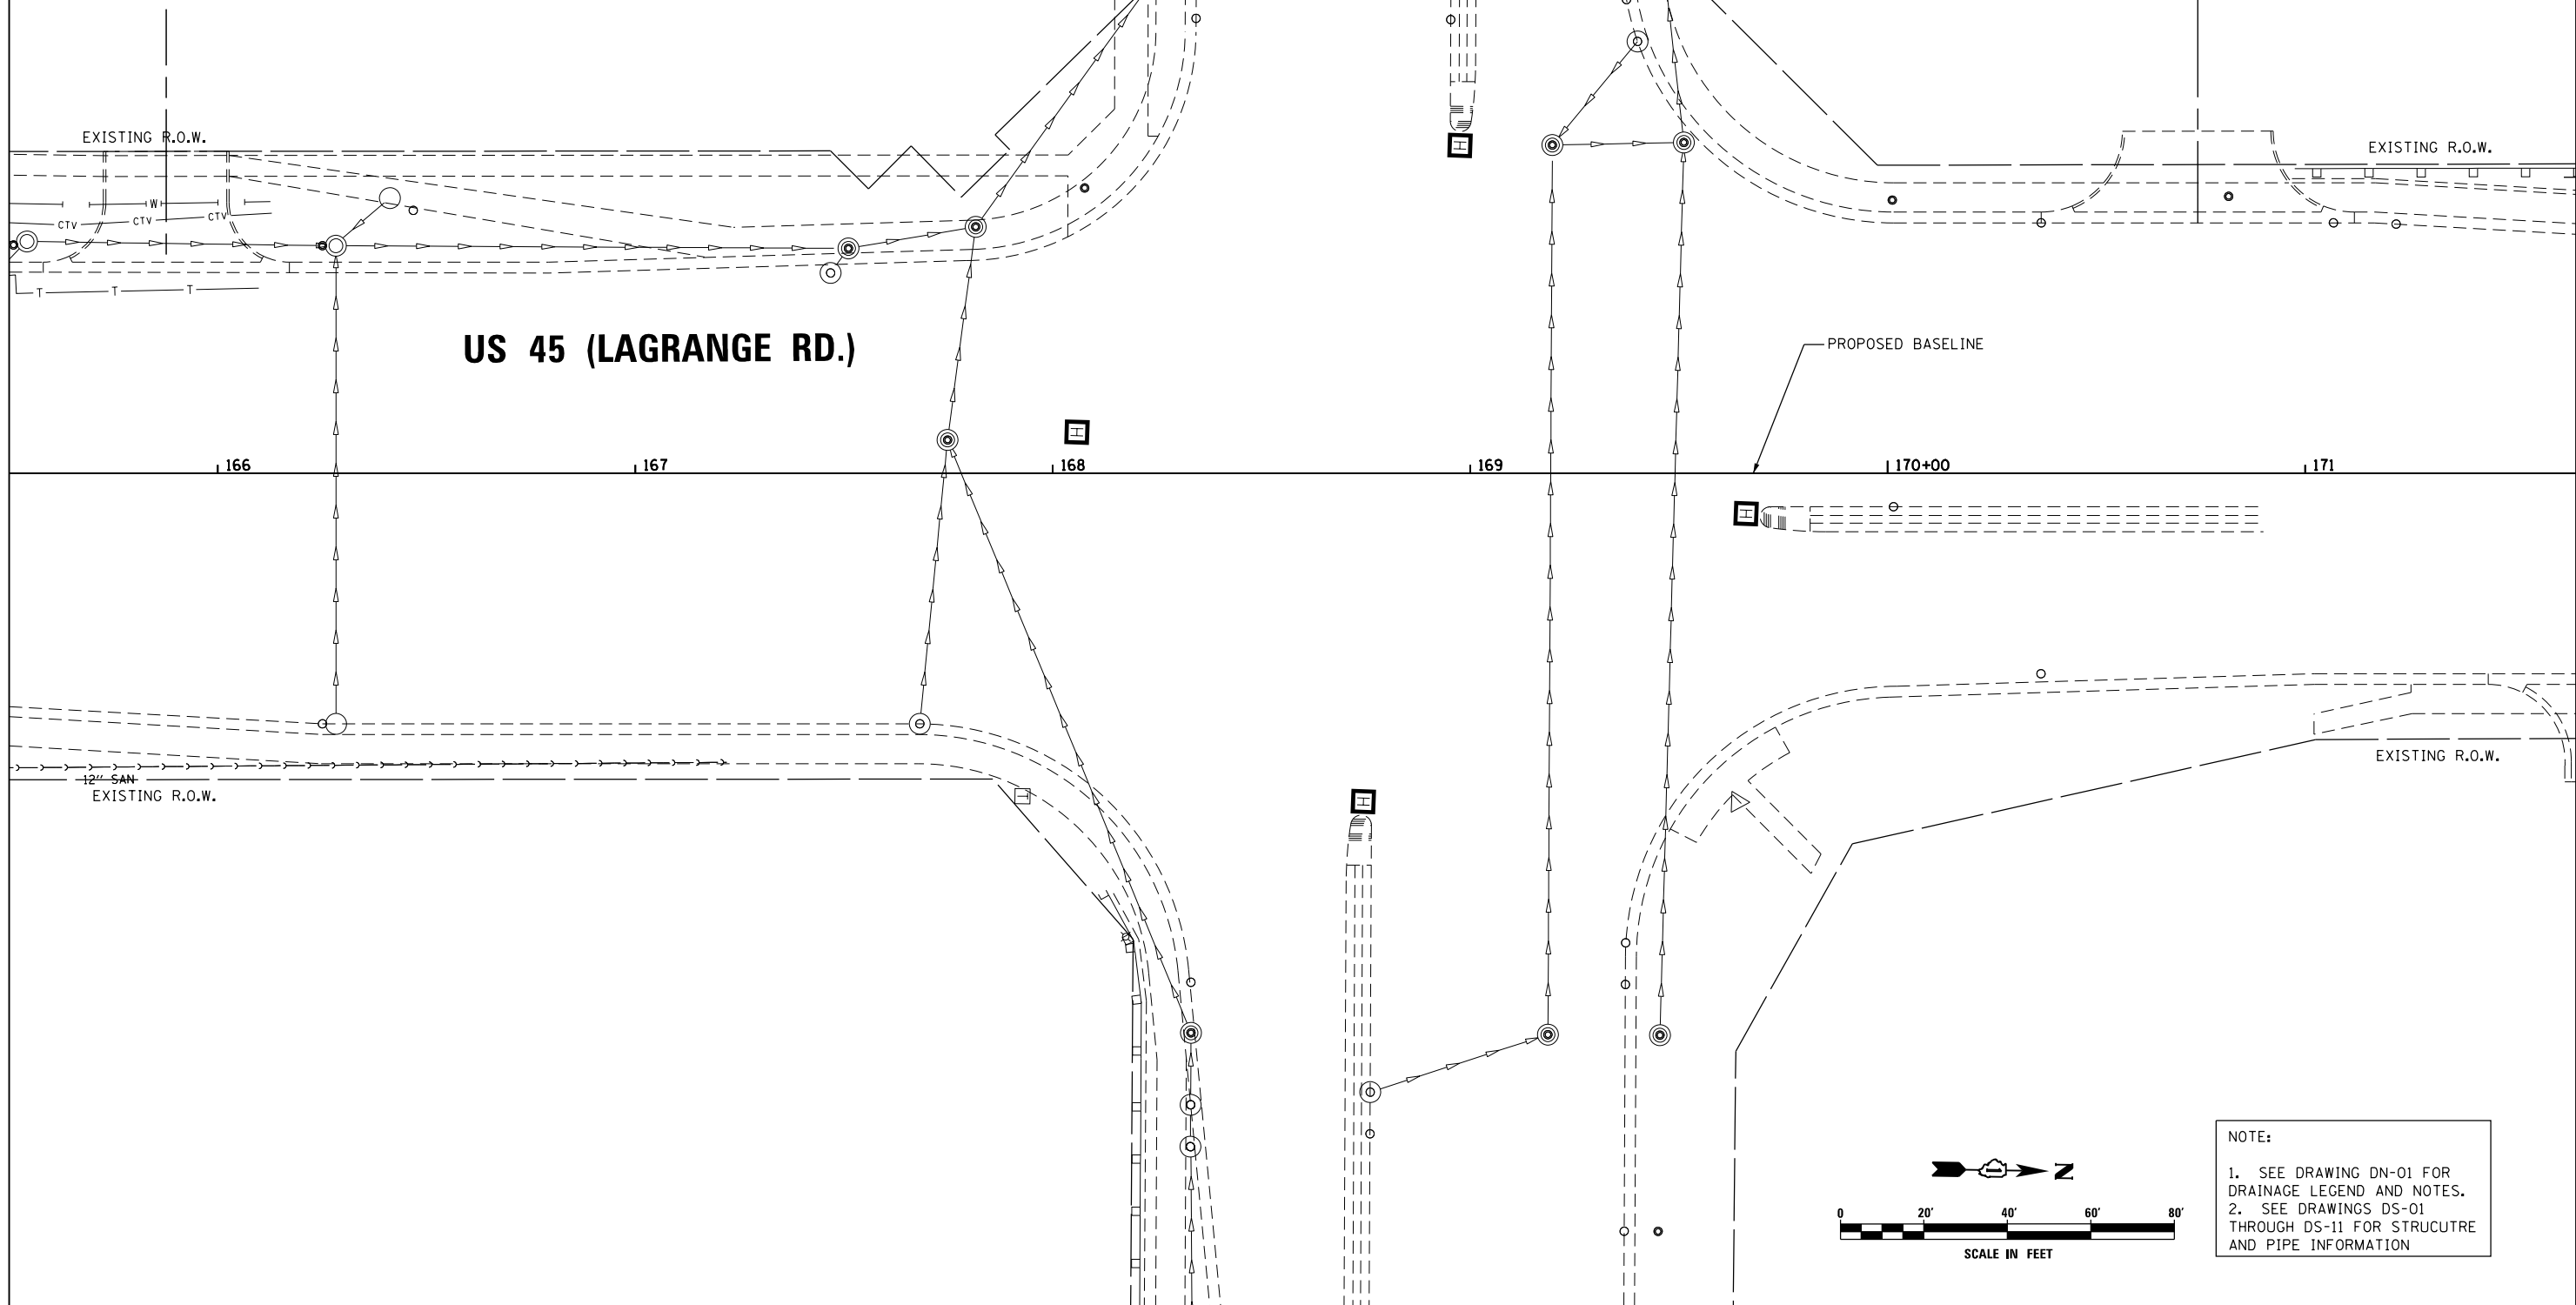 EXISTING R.O.W.
EXISTING R.O.W.
W
CTV
CTV
CTV
T
T
T
US 45 (LAGRANGE RD.)
PROPOSED BASELINE
166
167
168
169
170+00
171
12" SAN
EXISTING R.O.W.
EXISTING R.O.W.
N
0 20' 40' 60' 80'
SCALE IN FEET
NOTE:
1. SEE DRAWING DN-01 FOR
DRAINAGE LEGEND AND NOTES.
2. SEE DRAWINGS DS-01
THROUGH DS-11 FOR STRUCUTRE
AND PIPE INFORMATION